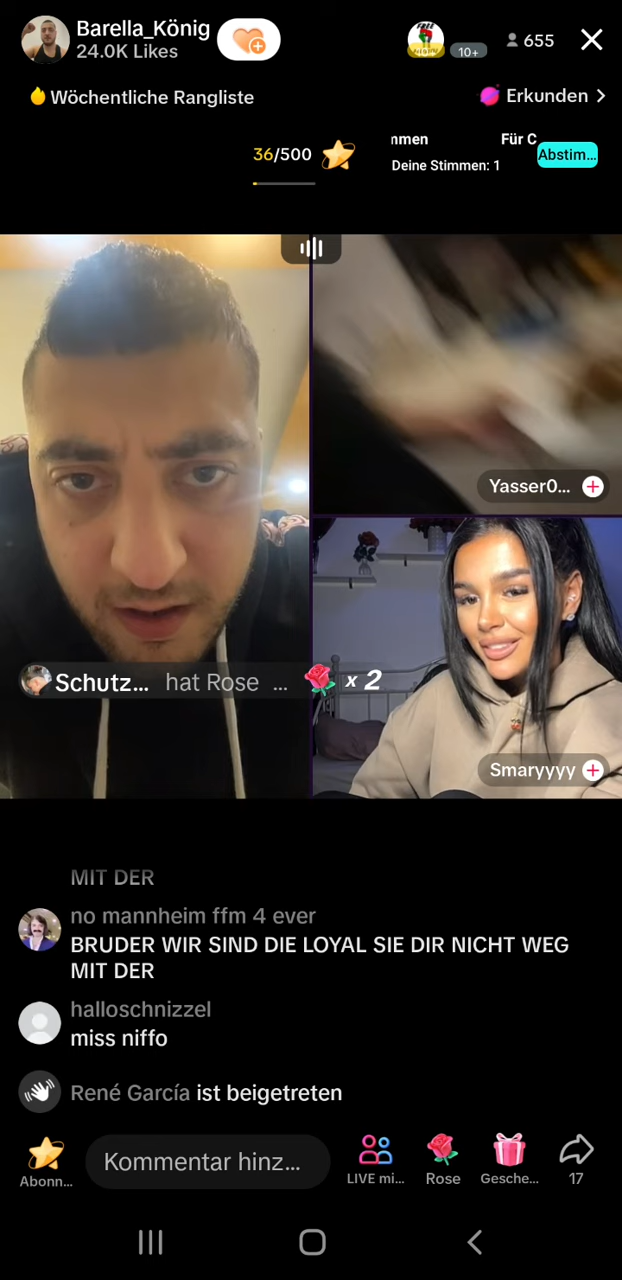 Barella_König
24.0K Likes
10+
655
Wöchentliche Rangliste
Erkunden
36/500
mmen
Für C
Deine Stimmen: 1
Abstim...
Yasser0...
Schutz... hat Rose ... x 2
Smaryyyy
MIT DER
no mannheim ffm 4 ever
BRUDER WIR SIND DIE LOYAL SIE DIR NICHT WEG
MIT DER
halloschnizzel
miss niffo
René García ist beigetreten
Abonn...
Kommentar hinz...
LIVE mi...
Rose
Gesche...
17